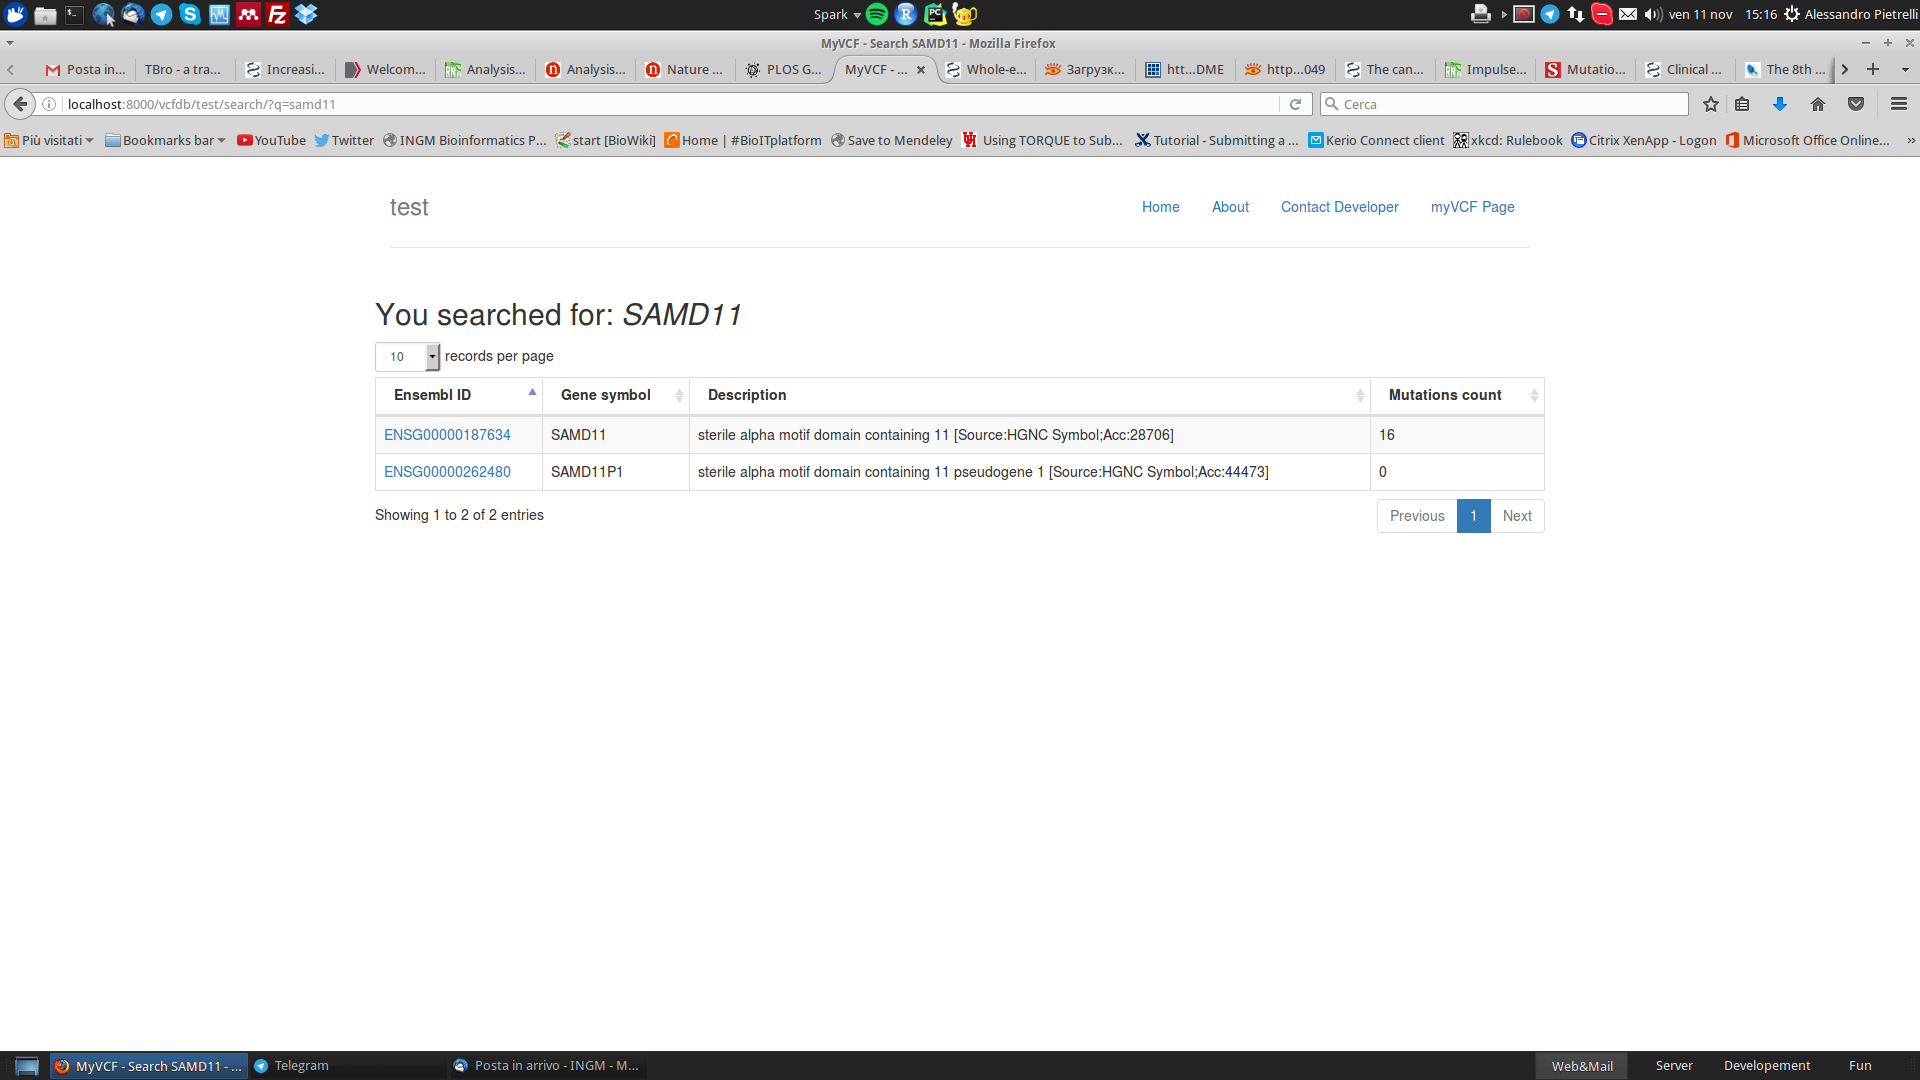 Spark
ven 11 nov 15:16 Alessandro Pietrelli
MyVCF - Search SAMD11 - Mozilla Firefox
Posta in... TBro - a tra... Increasi... Welcom... Analysis... Analysis... Nature ... PLOS G... MyVCF - ... Whole-e... Загрузк... htt...DME http...049 The can... Impulse... Mutatio... Clinical ... The 8th ...
localhost:8000/vcfdb/test/search/?q=samd11 Cerca
Più visitati Bookmarks bar YouTube Twitter INGM Bioinformatics P... start [BioWiki] Home | #BioITplatform Save to Mendeley Using TORQUE to Sub... Tutorial - Submitting a ... Kerio Connect client xkcd: Rulebook Citrix XenApp - Logon Microsoft Office Online...
test Home About Contact Developer myVCF Page
You searched for: SAMD11
10 records per page
Ensembl ID Gene symbol Description Mutations count
ENSG00000187634 SAMD11 sterile alpha motif domain containing 11 [Source:HGNC Symbol;Acc:28706] 16
ENSG00000262480 SAMD11P1 sterile alpha motif domain containing 11 pseudogene 1 [Source:HGNC Symbol;Acc:44473] 0
Showing 1 to 2 of 2 entries Previous 1 Next
MyVCF - Search SAMD11 - ... Telegram Posta in arrivo - INGM - M... Web&Mail Server Developement Fun